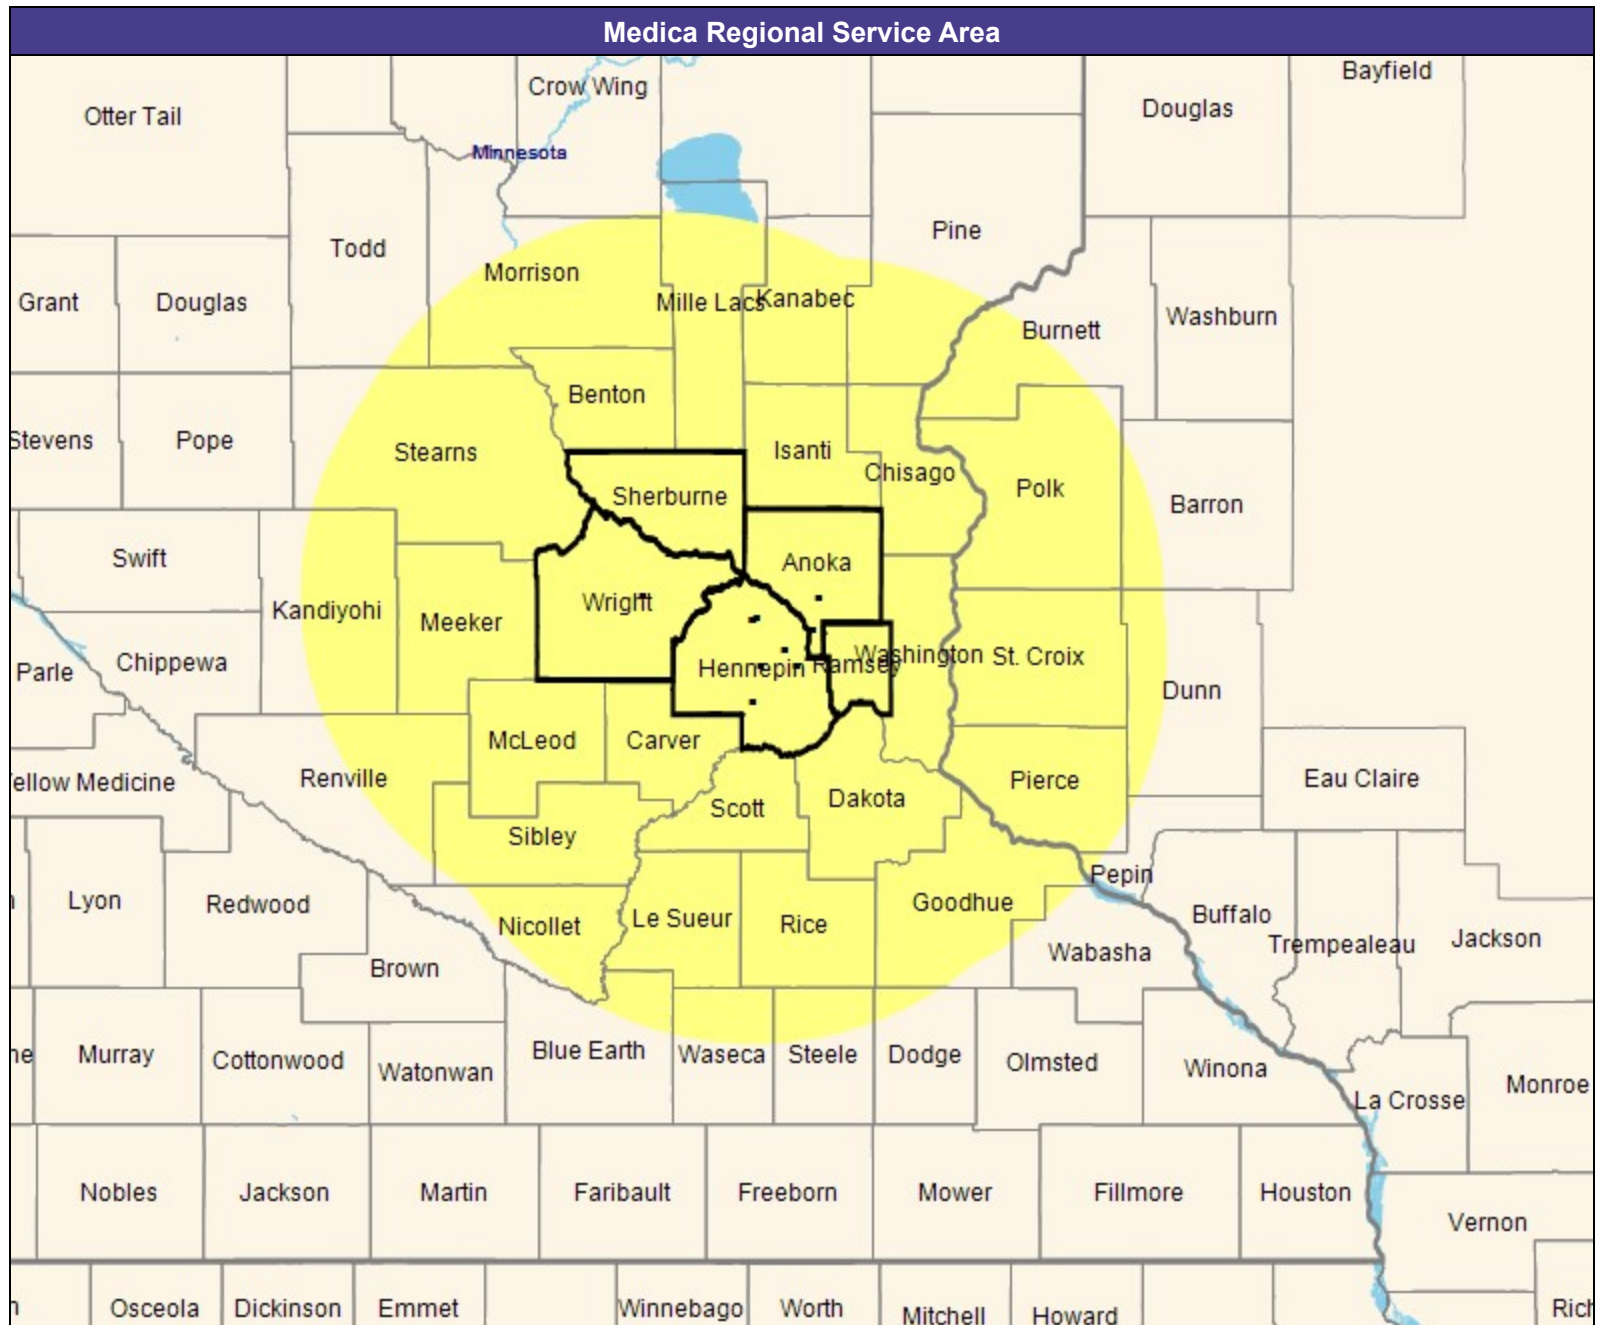 Medica Regional Service Area
Bayfield
Crow Wing
Douglas
Otter Tail
Minnesota
Pine
Todd
Morrison
Kanabec
Mille Lacs
Grant
Douglas
Washburn
Burnett
Benton
Stevens
Pope
Stearns
Isanti
Chisago
Polk
Sherburne
Barron
Swift
Anoka
Wright
Kandiyohi
Meeker
Washington
St. Croix
Chippewa
Parle
Hennepin
Ramsey
Dunn
McLeod
Carver
Renville
ellow Medicine
Pierce
Eau Claire
Dakota
Scott
Sibley
Pepin
Lyon
Redwood
Goodhue
Buffalo
Nicollet
Le Sueur
Rice
Trempealeau
Jackson
Wabasha
Brown
Blue Earth
Murray
ne
Cottonwood
Waseca
Steele
Dodge
Olmsted
Watonwan
Winona
Monroe
La Crosse
Nobles
Jackson
Martin
Faribault
Freeborn
Mower
Fillmore
Houston
Vernon
Osceola
Dickinson
Emmet
Winnebago
Worth
Mitchell
Howard
Rich